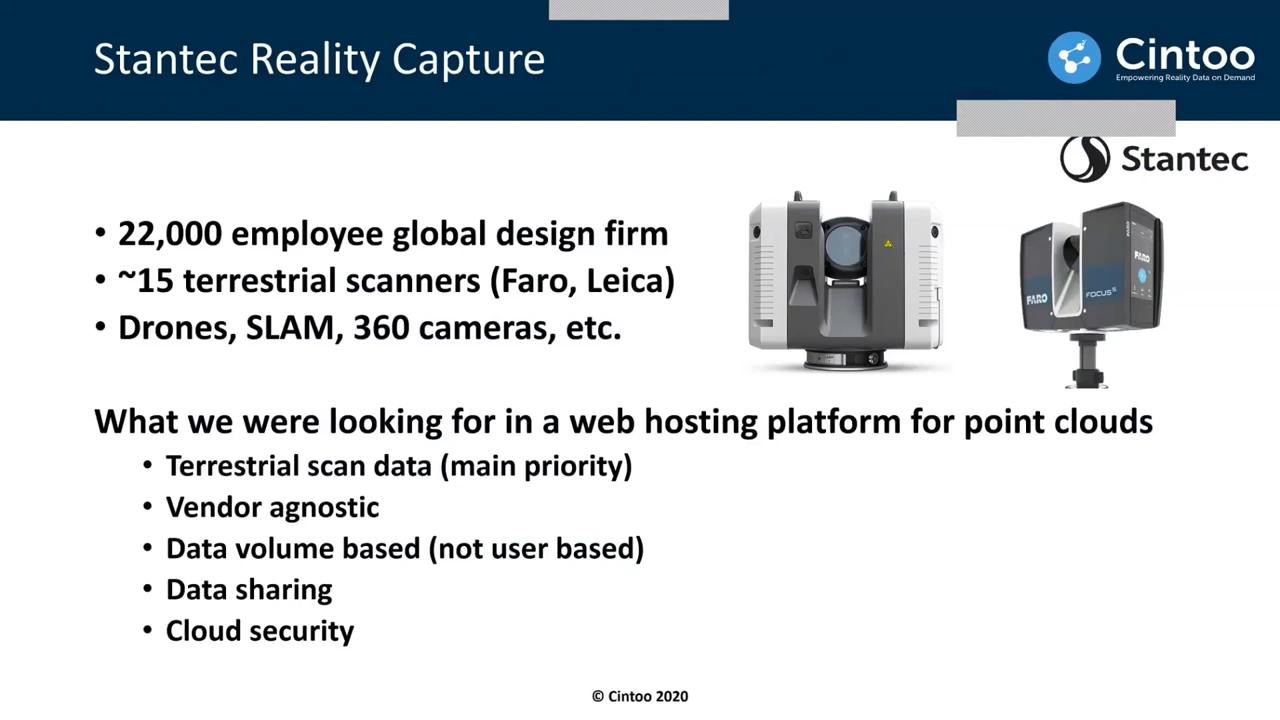 Stantec Reality Capture
Cintoo
Empowering Reality Data on Demand
Stantec
• 22,000 employee global design firm
• ~15 terrestrial scanners (Faro, Leica)
• Drones, SLAM, 360 cameras, etc.
FARO
FARO
FOCUS S
What we were looking for in a web hosting platform for point clouds
• Terrestrial scan data (main priority)
• Vendor agnostic
• Data volume based (not user based)
• Data sharing
• Cloud security
© Cintoo 2020